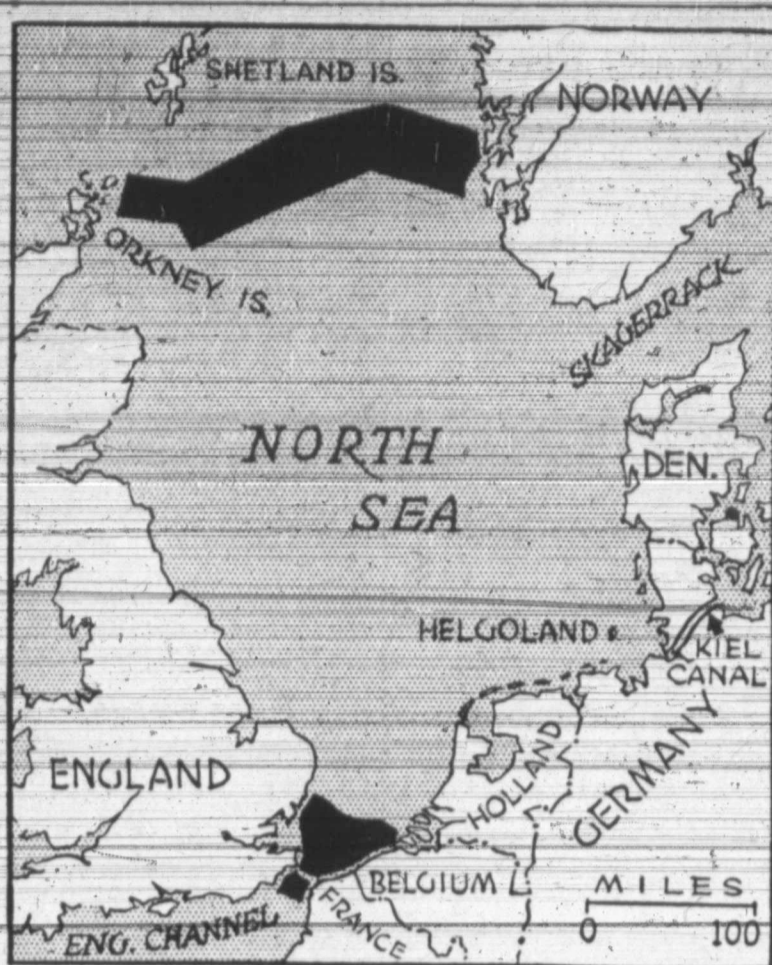 SHETLAND IS.
NORWAY
ORKNEY IS.
SKAGERRACK
NORTH
SEA
DEN.
HELGOLAND
KIEL
CANAL
ENGLAND
HOLLAND
GERMANY
BELGIUM
MILES
0 100
FRANCE
ENG. CHANNEL